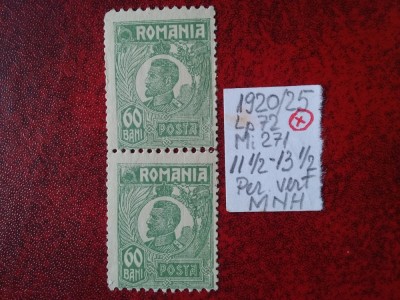 ROMANIA
60
BANI
POSTA
ROMANIA
60
BANI
POSTA
1920/25
Lp 72
Mi 271
11 1/2-13 1/2
Per. vert
MNH